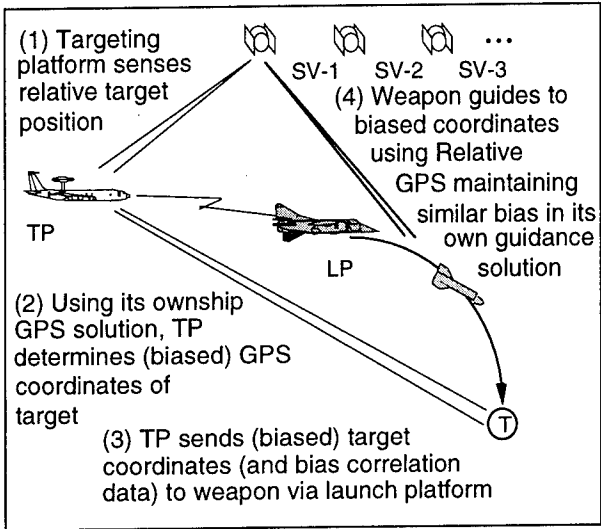 (1) Targeting
platform senses
relative target
position
SV-1 SV-2 SV-3
(4) Weapon guides to
biased coordinates
using Relative
GPS maintaining
similar bias in its
own guidance
solution
TP
LP
(2) Using its ownship
GPS solution, TP
determines (biased) GPS
coordinates of
target
T
(3) TP sends (biased) target
coordinates (and bias correlation
data) to weapon via launch platform